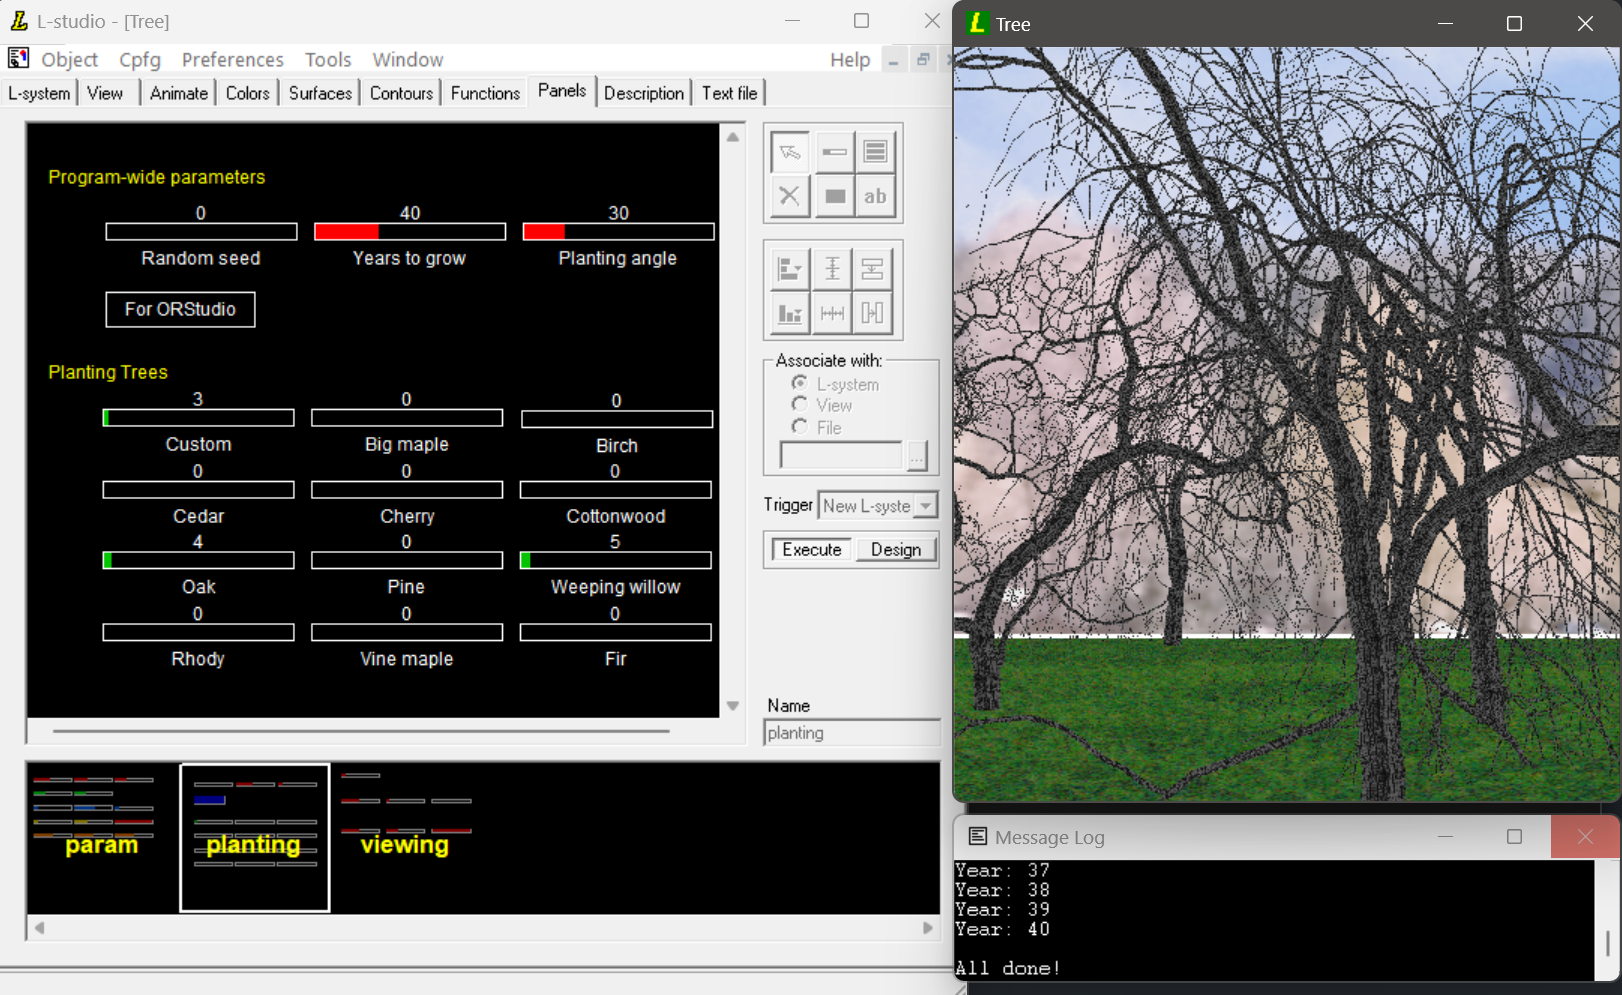 L-studio - [Tree]
Object Cpfg Preferences Tools Window Help
L-system View Animate Colors Surfaces Contours Functions Panels Description Text file
Program-wide parameters
0 40 30
Random seed Years to grow Planting angle
For ORStudio
Planting Trees
3 0 0
Custom Big maple Birch
0 0 0
Cedar Cherry Cottonwood
4 0 5
Oak Pine Weeping willow
0 0 0
Rhody Vine maple Fir
ab
Associate with:
L-system
View
File
...
Trigger New L-syste
Execute Design
Name
planting
param planting viewing
Tree
Message Log
Year: 37
Year: 38
Year: 39
Year: 40
All done!